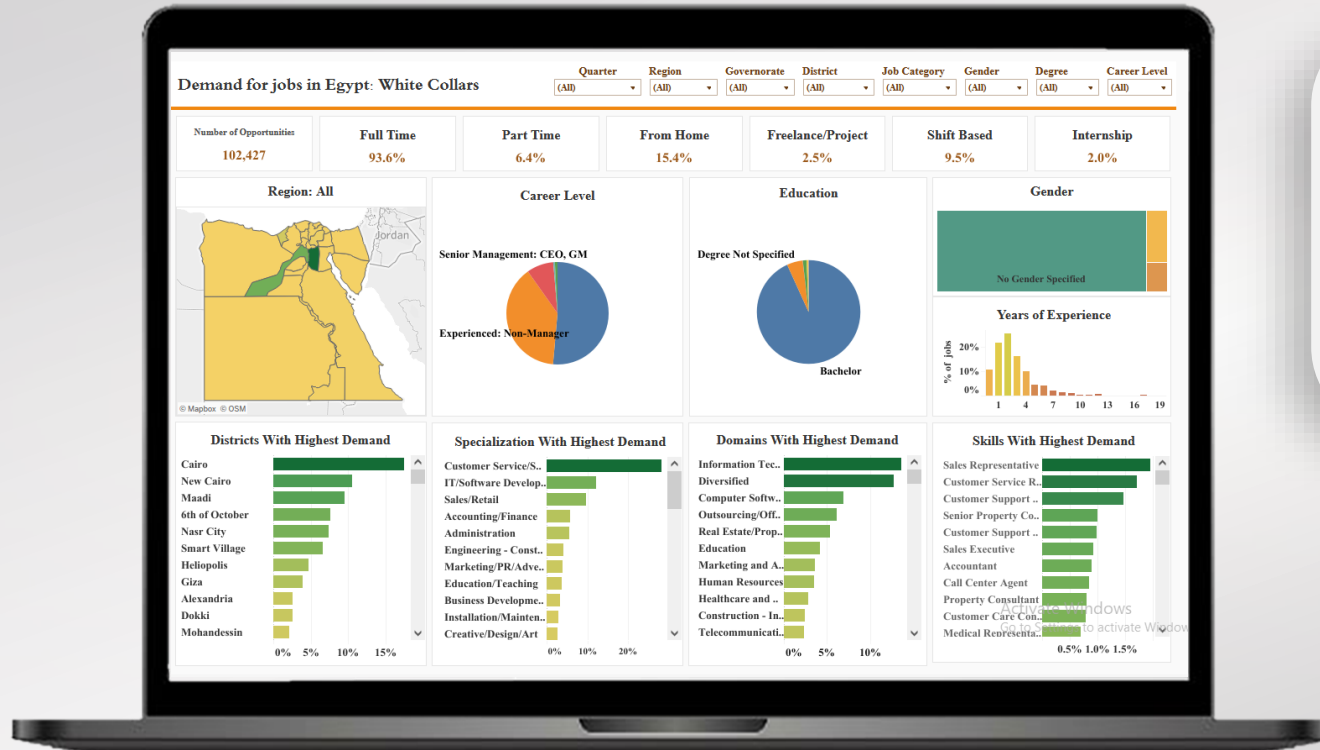 Demand for jobs in Egypt: White Collars
Quarter Region Governorate District Job Category Gender Degree Career Level
(All) (All) (All) (All) (All) (All) (All) (All)
Number of Opportunities
102,427
Full Time
93.6%
Part Time
6.4%
From Home
15.4%
Freelance/Project
2.5%
Shift Based
9.5%
Internship
2.0%
Region: All
Jordan
© Mapbox © OSM
Career Level
Senior Management: CEO, GM
Experienced: Non-Manager
Education
Degree Not Specified
Bachelor
Gender
No Gender Specified
Years of Experience
% of jobs
20%
10%
0%
1 4 7 10 13 16 19
Districts With Highest Demand
Cairo
New Cairo
Maadi
6th of October
Nasr City
Smart Village
Heliopolis
Giza
Alexandria
Dokki
Mohandessin
0% 5% 10% 15%
Specialization With Highest Demand
Customer Service/S..
IT/Software Develop..
Sales/Retail
Accounting/Finance
Administration
Engineering - Const..
Marketing/PR/Adve..
Education/Teaching
Business Developme..
Installation/Mainten..
Creative/Design/Art
0% 10% 20%
Domains With Highest Demand
Information Tec..
Diversified
Computer Softw..
Outsourcing/Off..
Real Estate/Prop..
Education
Marketing and A..
Human Resources
Healthcare and ..
Construction - In..
Telecommunicati..
0% 5% 10%
Skills With Highest Demand
Sales Representative
Customer Service R..
Customer Support ..
Senior Property Co..
Customer Support ..
Sales Executive
Accountant
Call Center Agent
Property Consultant
Customer Care Con..
Medical Representa..
0.5% 1.0% 1.5%
Activate Windows
Go to Settings to activate Window